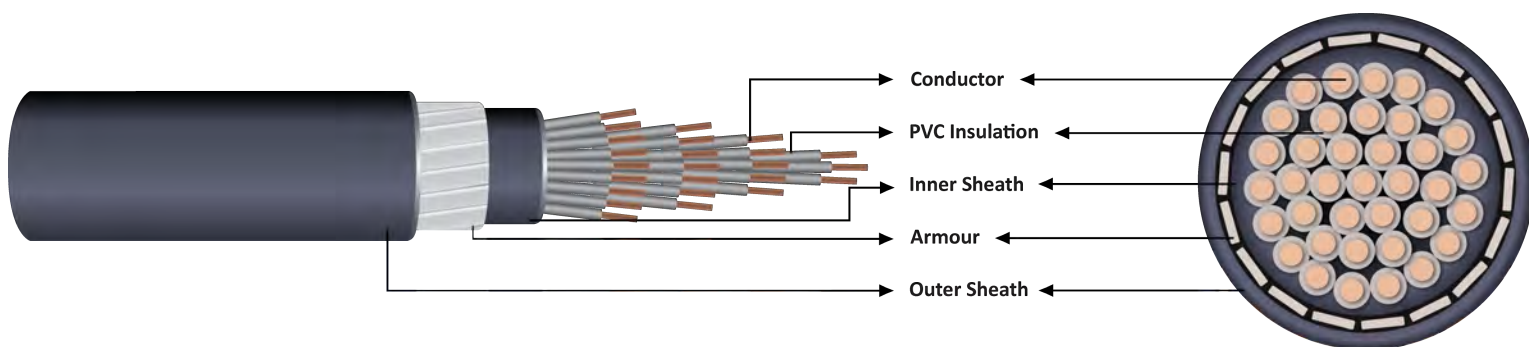 Conductor
PVC Insulation
Inner Sheath
Armour
Outer Sheath